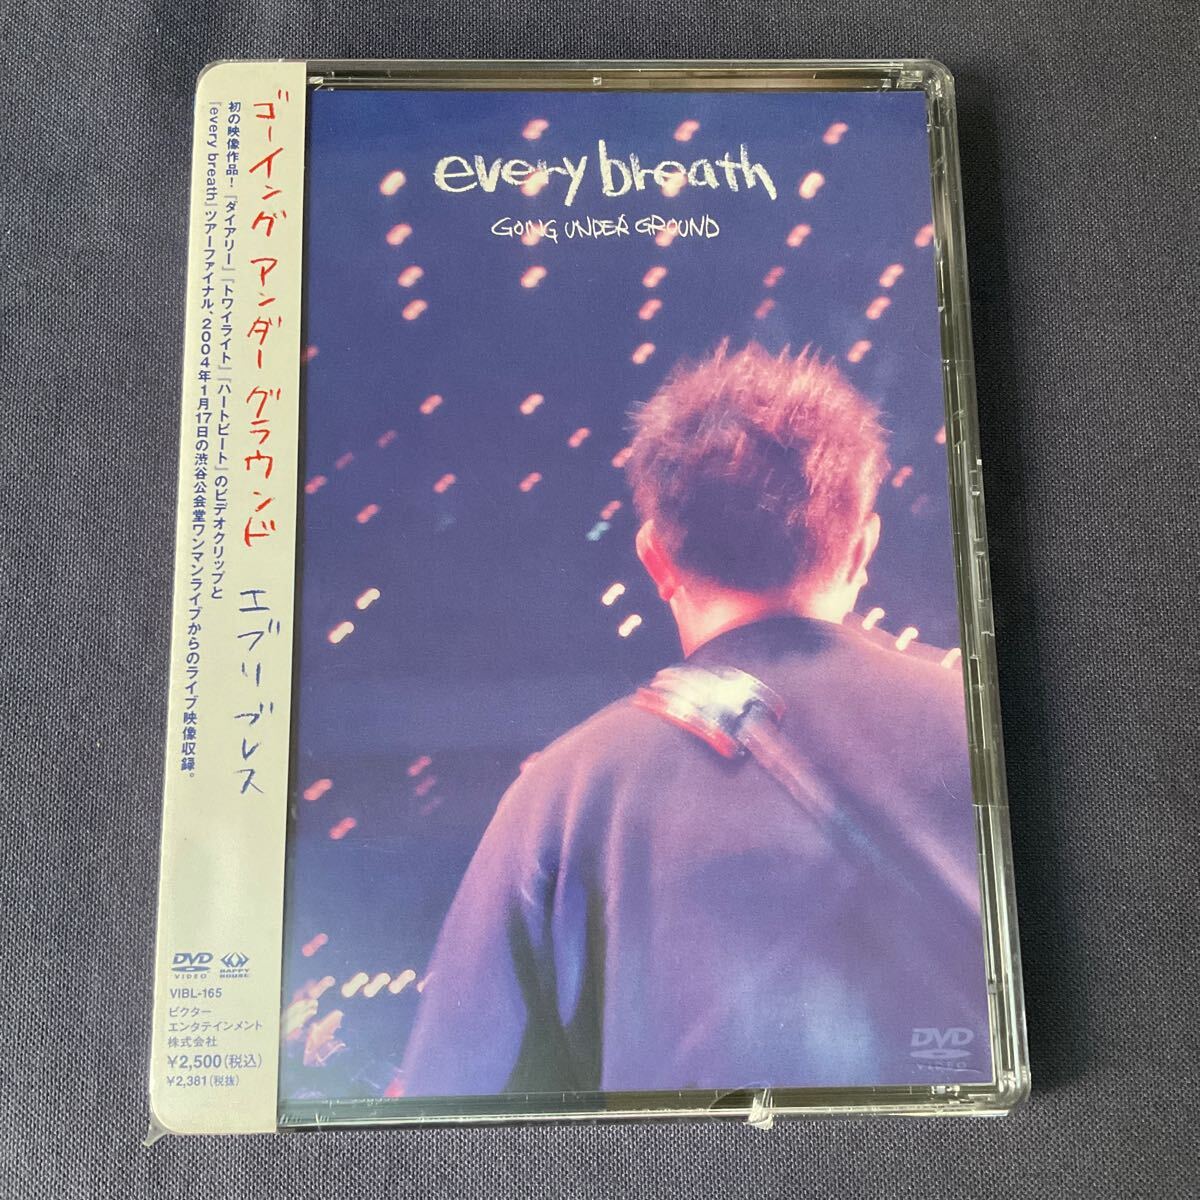 ゴーイング アンダーグラウンド エブリ ブレス
初の映像作品！『ダイアリー』『トワイライト』『ハートビート』のビデオクリップと
『every breath』ツアーファイナル、2004年1月17日の渋谷公会堂ワンマンライブからのライブ映像収録。
DVD
VIDEO
HAPPY
HOUSE
VIBL-165
ビクター
エンタテインメント
株式会社
¥2,500(税込)
¥2,381(税抜)
every breath
GOING UNDER GROUND
DVD
VIDEO